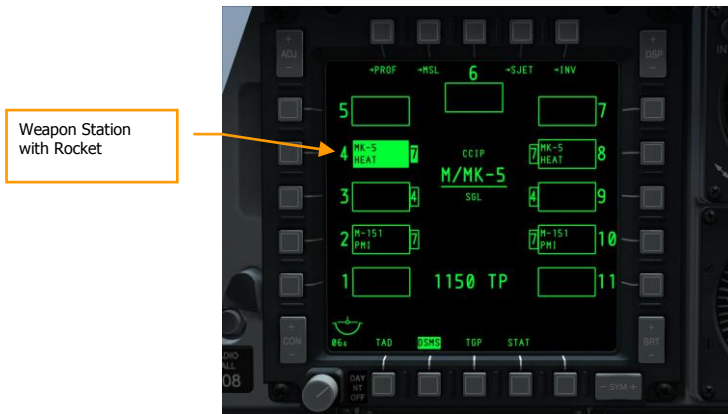 Weapon Station
with Rocket
+
ADJ
-
+
DSP
-
→PROF
→MSL
6
→SJET
→INV
5
7
4
MK-5
HEAT
7
CCIP
M/MK-5
SGL
7
MK-5
HEAT
8
3
4
4
9
2
M-151
PMI
7
7
M-151
PMI
10
1
1150 TP
11
TAD
DSMS
TGP
STAT
+
CON
-
+
BRT
-
DAY
NT
OFF
- SYM +
08